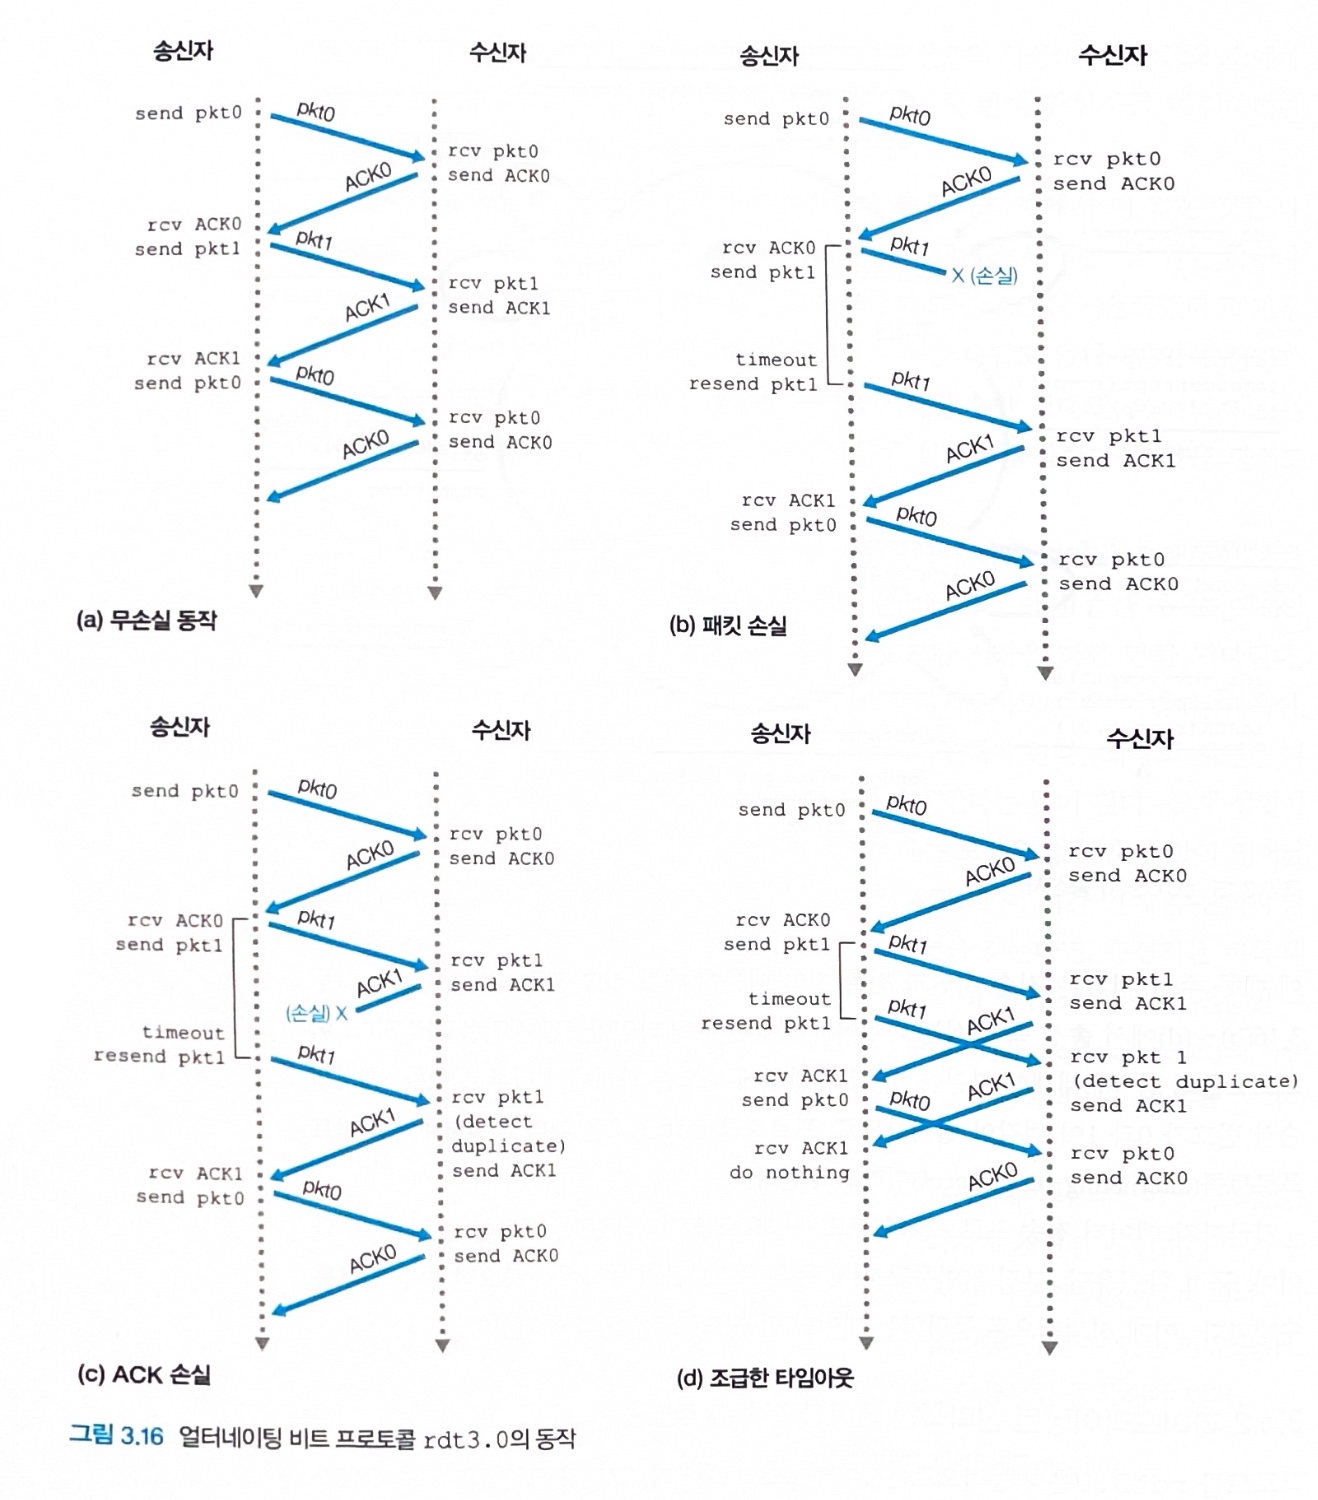 송신자
수신자
send pkt0
pkt0
rcv pkt0
send ACK0
ACK0
rcv ACK0
send pkt1
pkt1
rcv pkt1
send ACK1
ACK1
rcv ACK1
send pkt0
pkt0
rcv pkt0
send ACK0
ACK0
(a) 무손실 동작
송신자
수신자
send pkt0
pkt0
rcv pkt0
send ACK0
ACK0
rcv ACK0
send pkt1
pkt1
X (손실)
timeout
resend pkt1
pkt1
rcv pkt1
send ACK1
ACK1
rcv ACK1
send pkt0
pkt0
rcv pkt0
send ACK0
ACK0
(b) 패킷 손실
송신자
수신자
send pkt0
pkt0
rcv pkt0
send ACK0
ACK0
rcv ACK0
send pkt1
pkt1
rcv pkt1
send ACK1
ACK1
(손실) X
timeout
resend pkt1
pkt1
rcv pkt1
(detect
duplicate)
send ACK1
ACK1
rcv ACK1
send pkt0
pkt0
rcv pkt0
send ACK0
ACK0
(c) ACK 손실
송신자
수신자
send pkt0
pkt0
rcv pkt0
send ACK0
ACK0
rcv ACK0
send pkt1
pkt1
rcv pkt1
send ACK1
ACK1
timeout
resend pkt1
pkt1
rcv pkt 1
(detect duplicate)
send ACK1
ACK1
rcv ACK1
send pkt0
pkt0
rcv ACK1
do nothing
rcv pkt0
send ACK0
ACK0
(d) 조급한 타임아웃
그림 3.16 얼터네이팅 비트 프로토콜 rdt3.0의 동작